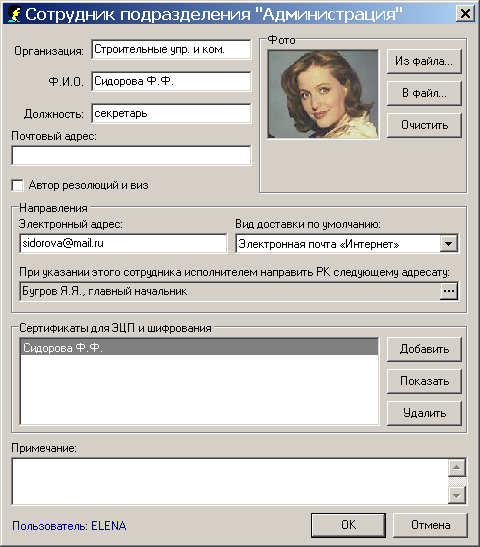 Сотрудник подразделения "Администрация"
Организация:
Строительные упр. и ком.
Ф.И.О.
Сидорова Ф.Ф.
Должность:
секретарь
Почтовый адрес:
Автор резолюций и виз
Фото
Из файла...
В файл...
Очистить
Направления
Электронный адрес:
sidorova@mail.ru
Вид доставки по умолчанию:
Электронная почта «Интернет»
При указании этого сотрудника исполнителем направить РК следующему адресату:
Бугров Я.Я., главный начальник
...
Сертификаты для ЭЦП и шифрования
Сидорова Ф.Ф.
Добавить
Показать
Удалить
Примечание:
Пользователь: ELENA
OK
Отмена